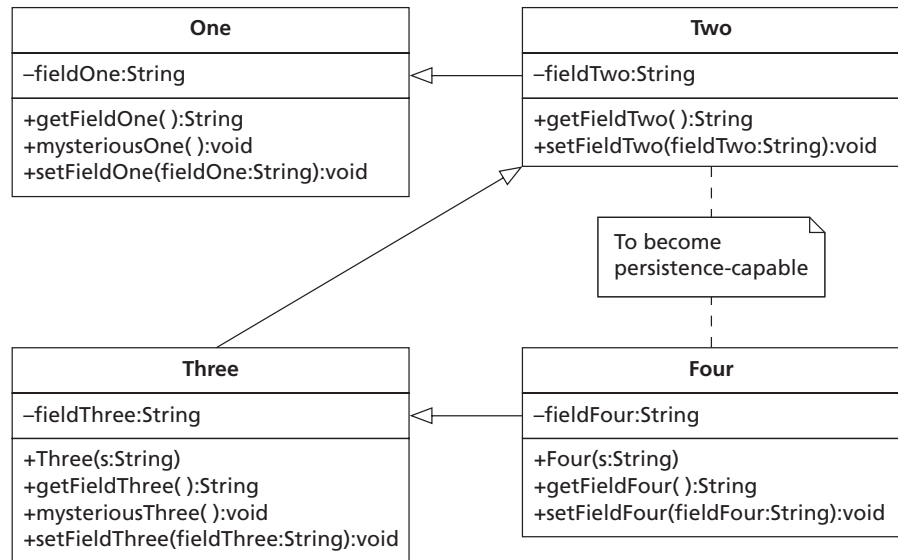 One
–fieldOne:String
+getFieldOne( ):String
+mysteriousOne( ):void
+setFieldOne(fieldOne:String):void
Two
–fieldTwo:String
+getFieldTwo( ):String
+setFieldTwo(fieldTwo:String):void
To become
persistence-capable
Three
–fieldThree:String
+Three(s:String)
+getFieldThree( ):String
+mysteriousThree( ):void
+setFieldThree(fieldThree:String):void
Four
–fieldFour:String
+Four(s:String)
+getFieldFour( ):String
+setFieldFour(fieldFour:String):void